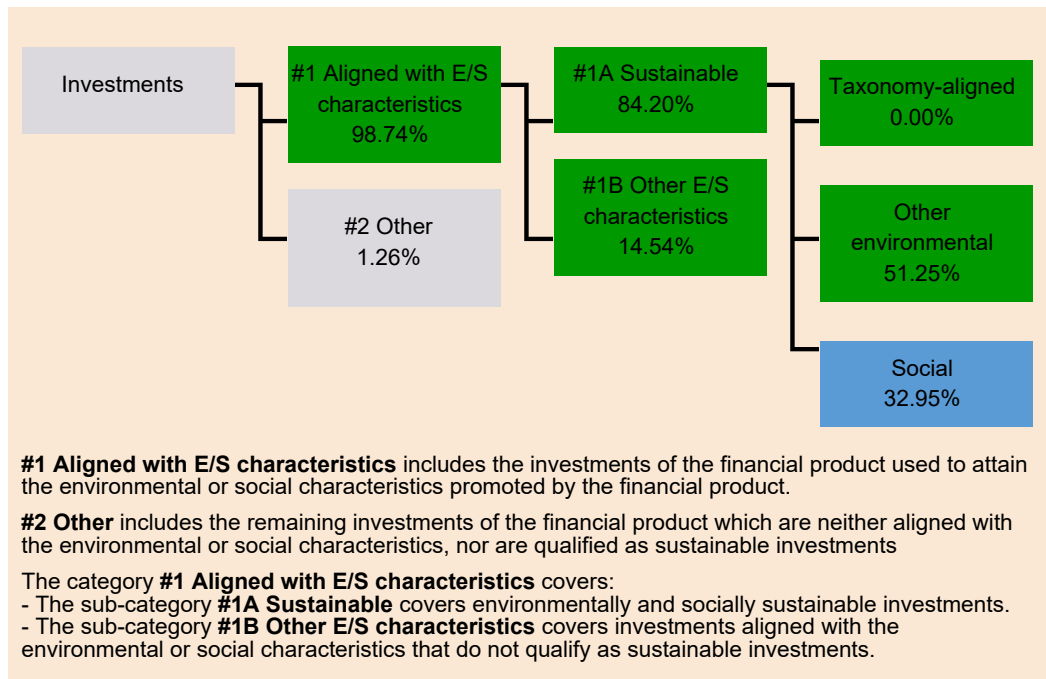 Investments
#1 Aligned with E/S
characteristics
98.74%
#2 Other
1.26%
#1A Sustainable
84.20%
#1B Other E/S
characteristics
14.54%
Taxonomy-aligned
0.00%
Other
environmental
51.25%
Social
32.95%
#1 Aligned with E/S characteristics includes the investments of the financial product used to attain
the environmental or social characteristics promoted by the financial product.
#2 Other includes the remaining investments of the financial product which are neither aligned with
the environmental or social characteristics, nor are qualified as sustainable investments
The category #1 Aligned with E/S characteristics covers:
- The sub-category #1A Sustainable covers environmentally and socially sustainable investments.
- The sub-category #1B Other E/S characteristics covers investments aligned with the
environmental or social characteristics that do not qualify as sustainable investments.